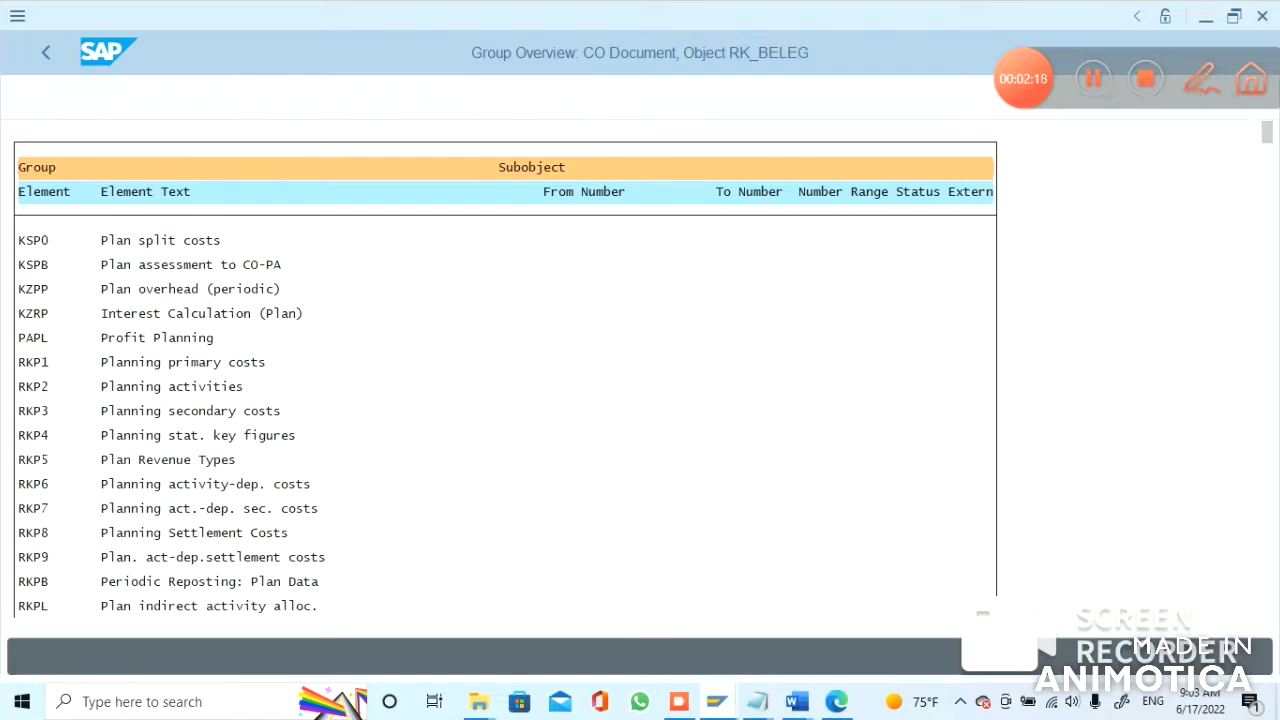 SAP
Group Overview: CO Document, Object RK_BELEG
00:02:18
Group Subobject
Element Element Text From Number To Number Number Range Status Extern
KSPO Plan split costs
KSPB Plan assessment to CO-PA
KZPP Plan overhead (periodic)
KZRP Interest Calculation (Plan)
PAPL Profit Planning
RKP1 Planning primary costs
RKP2 Planning activities
RKP3 Planning secondary costs
RKP4 Planning stat. key figures
RKP5 Plan Revenue Types
RKP6 Planning activity-dep. costs
RKP7 Planning act.-dep. sec. costs
RKP8 Planning Settlement Costs
RKP9 Plan. act-dep.settlement costs
RKPB Periodic Reposting: Plan Data
RKPL Plan indirect activity alloc.
SCREEN
RECORDER
MADE IN
ANIMOTICA
Type here to search
75°F
ENG
9:03 AM
6/17/2022
1